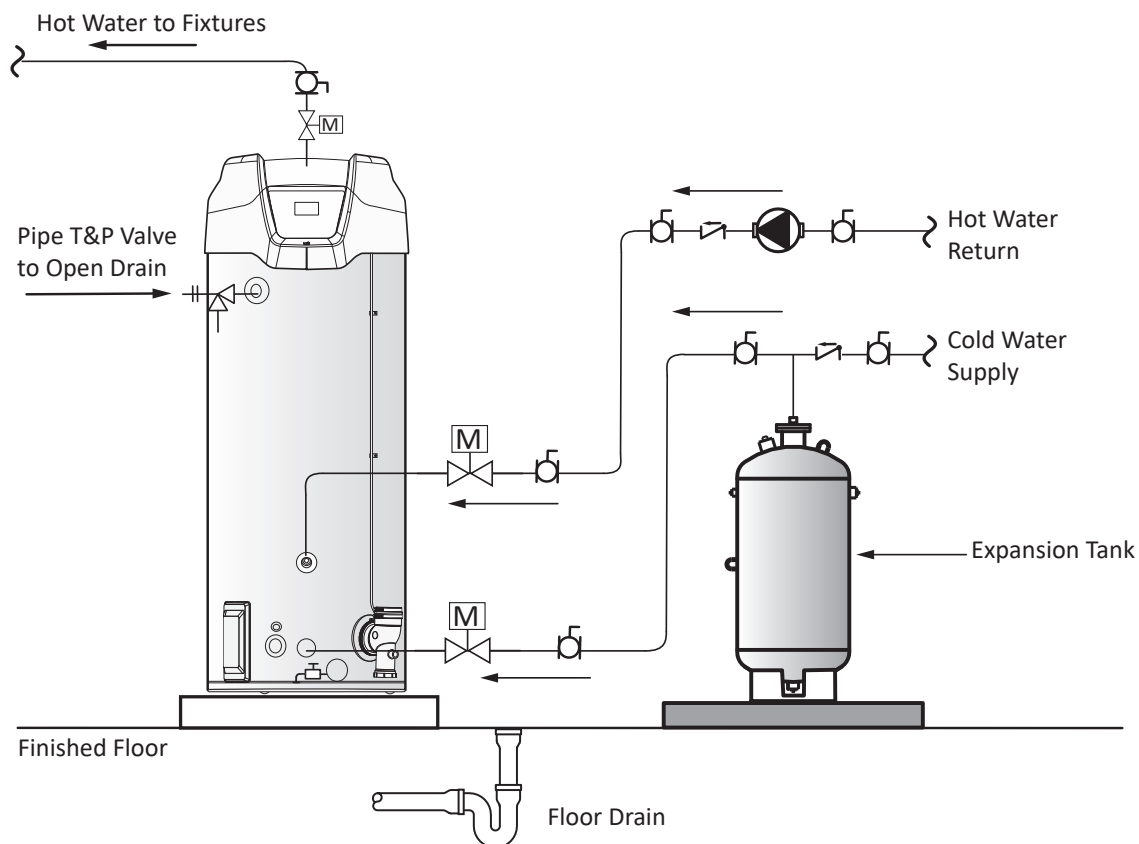 Hot Water to Fixtures
M
Pipe T&P Valve
to Open Drain
Hot Water
Return
Cold Water
Supply
M
Expansion Tank
M
Finished Floor
Floor Drain